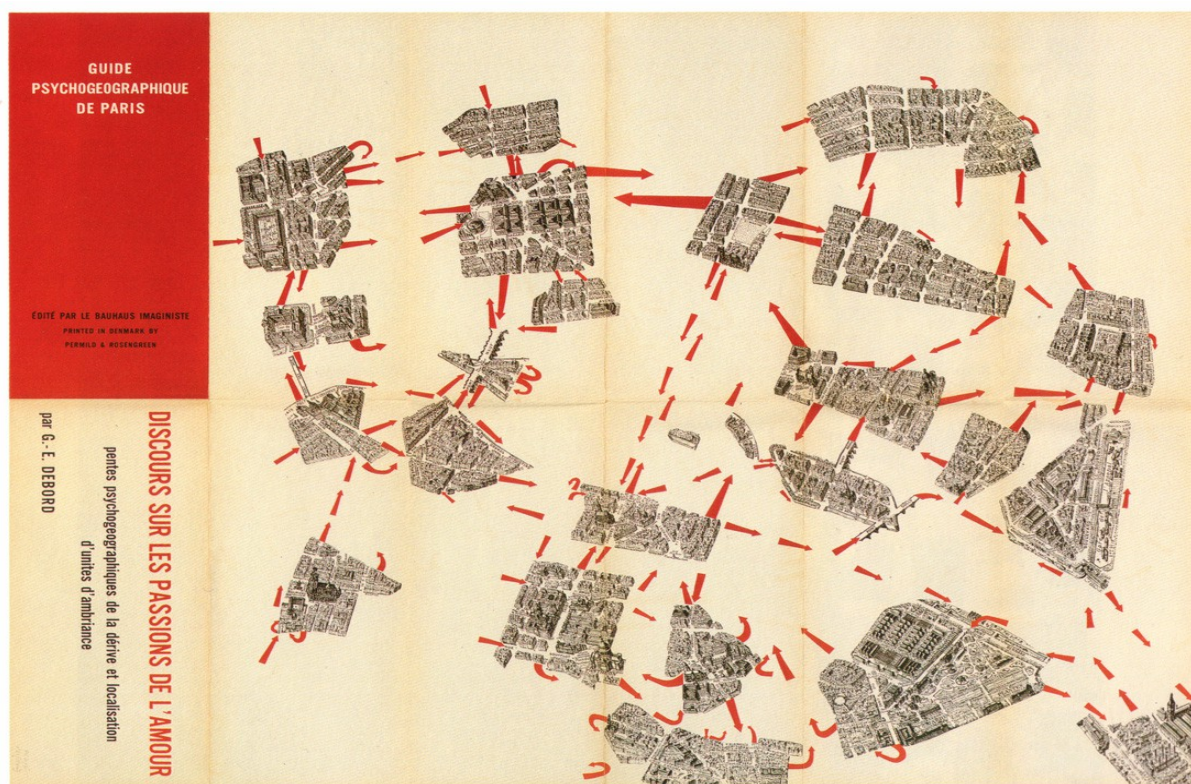 GUIDE
PSYCHOGEOGRAPHIQUE
DE PARIS
ÉDITÉ PAR LE BAUHAUS IMAGINISTE
PRINTED IN DENMARK BY
PERMILD & ROSENGREEN
DISCOURS SUR LES PASSIONS DE L'AMOUR
pentes psychogeographiques de la dérive et localisation
d'unites d'ambriance
par G.-E. DEBORD